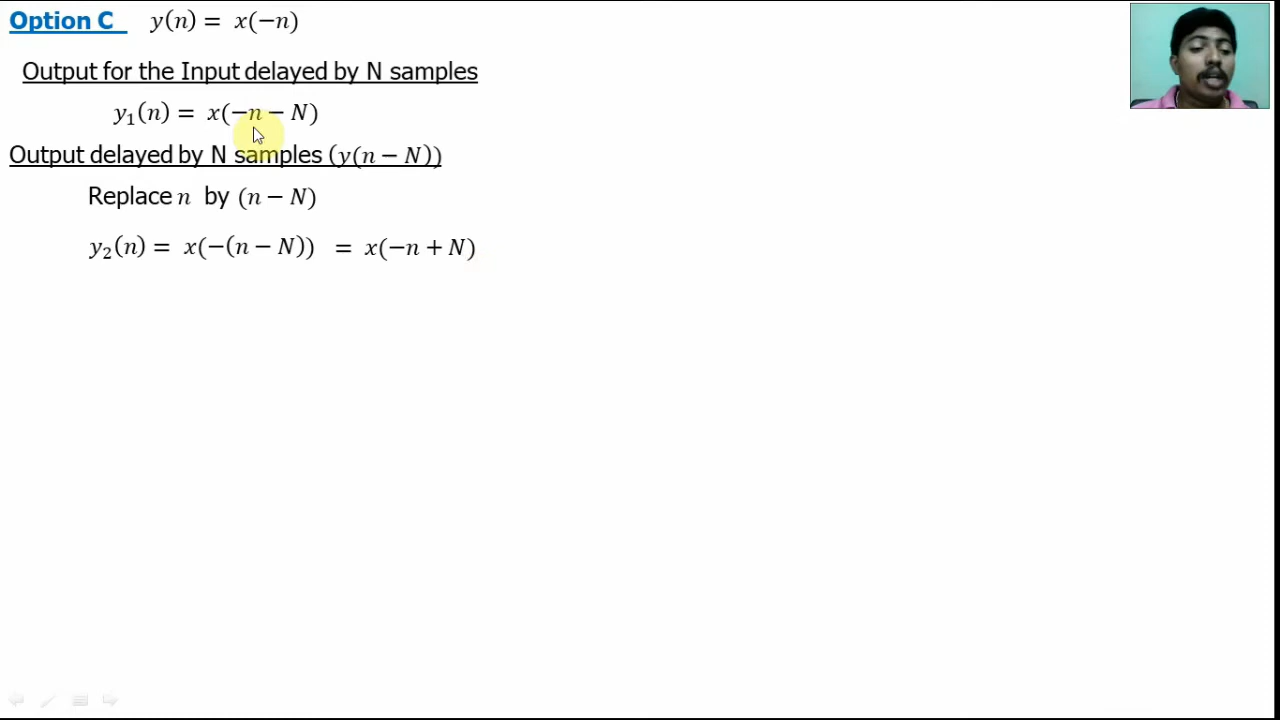 Option C 𝑦(𝑛) = 𝑥(−𝑛)
Output for the Input delayed by N samples
𝑦₁(𝑛) = 𝑥(−𝑛 − 𝑁)
Output delayed by N samples (𝑦(𝑛 − 𝑁))
Replace 𝑛 by (𝑛 − 𝑁)
𝑦₂(𝑛) = 𝑥(−(𝑛 − 𝑁)) = 𝑥(−𝑛 + 𝑁)